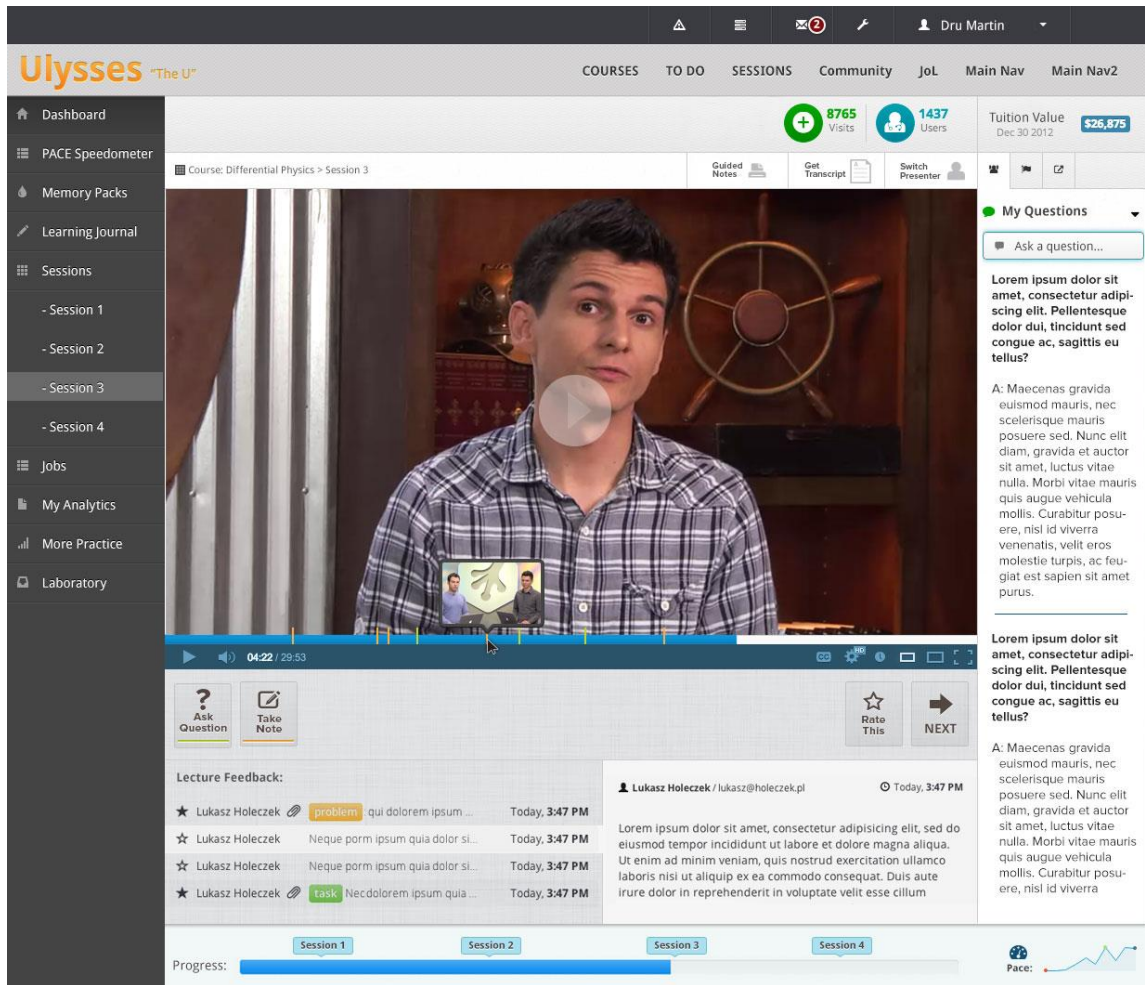 2
Dru Martin
Ulysses "The U"
COURSES TO DO SESSIONS Community JoL Main Nav Main Nav2
Dashboard
PACE Speedometer
Memory Packs
Learning Journal
Sessions
- Session 1
- Session 2
- Session 3
- Session 4
Jobs
My Analytics
More Practice
Laboratory
8765
Visits
1437
Users
Tuition Value
Dec 30 2012
$26,875
Course: Differential Physics > Session 3
Guided
Notes
Get
Transcript
Switch
Presenter
04:22 / 29:53
CC
HD
Ask
Question
Take
Note
Rate
This
NEXT
Lecture Feedback:
Lukasz Holeczek problem qui dolorem ipsum ... Today, 3:47 PM
Lukasz Holeczek Neque porm ipsum quia dolor si... Today, 3:47 PM
Lukasz Holeczek Neque porm ipsum quia dolor si... Today, 3:47 PM
Lukasz Holeczek task Necdolorem ipsum quia ... Today, 3:47 PM
Lukasz Holeczek / lukasz@holeczek.pl Today, 3:47 PM
Lorem ipsum dolor sit amet, consectetur adipisicing elit, sed do
eiusmod tempor incididunt ut labore et dolore magna aliqua.
Ut enim ad minim veniam, quis nostrud exercitation ullamco
laboris nisi ut aliquip ex ea commodo consequat. Duis aute
irure dolor in reprehenderit in voluptate velit esse cillum
My Questions
Ask a question...
Lorem ipsum dolor sit
amet, consectetur adipi-
scing elit. Pellentesque
dolor dui, tincidunt sed
congue ac, sagittis eu
tellus?
A: Maecenas gravida
euismod mauris, nec
scelerisque mauris
posuere sed. Nunc elit
diam, gravida et auctor
sit amet, luctus vitae
nulla. Morbi vitae mauris
quis augue vehicula
mollis. Curabitur posu-
ere, nisl id viverra
venenatis, velit eros
molestie turpis, ac feu-
giat est sapien sit amet
purus.
Lorem ipsum dolor sit
amet, consectetur adipi-
scing elit. Pellentesque
dolor dui, tincidunt sed
congue ac, sagittis eu
tellus?
A: Maecenas gravida
euismod mauris, nec
scelerisque mauris
posuere sed. Nunc elit
diam, gravida et auctor
sit amet, luctus vitae
nulla. Morbi vitae mauris
quis augue vehicula
mollis. Curabitur posu-
ere, nisl id viverra
Session 1 Session 2 Session 3 Session 4
Progress:
Pace: